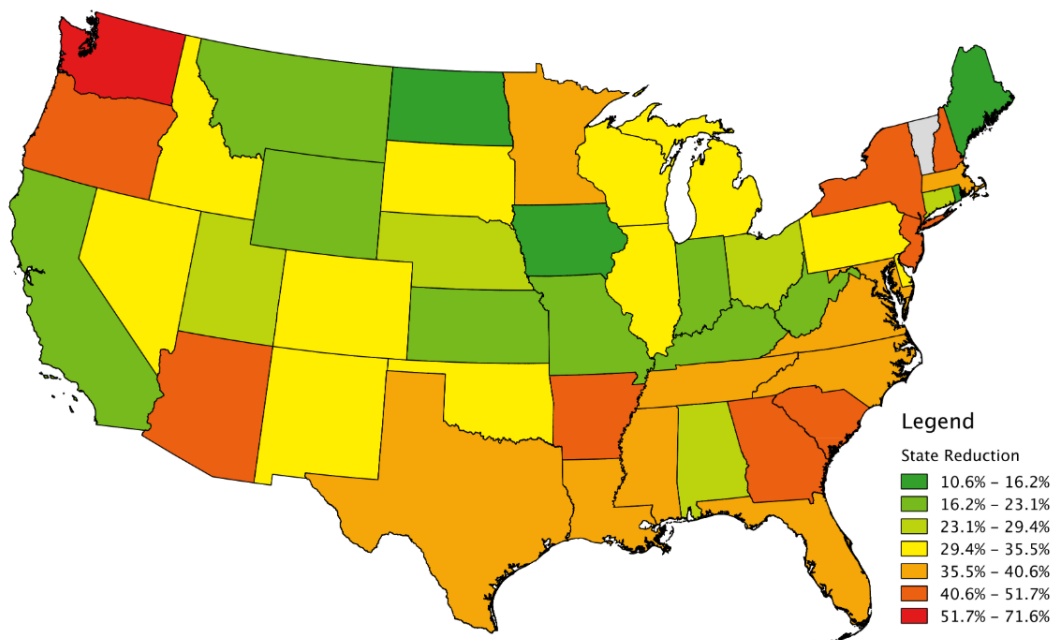 Legend
State Reduction
10.6% – 16.2%
16.2% – 23.1%
23.1% – 29.4%
29.4% – 35.5%
35.5% – 40.6%
40.6% – 51.7%
51.7% – 71.6%